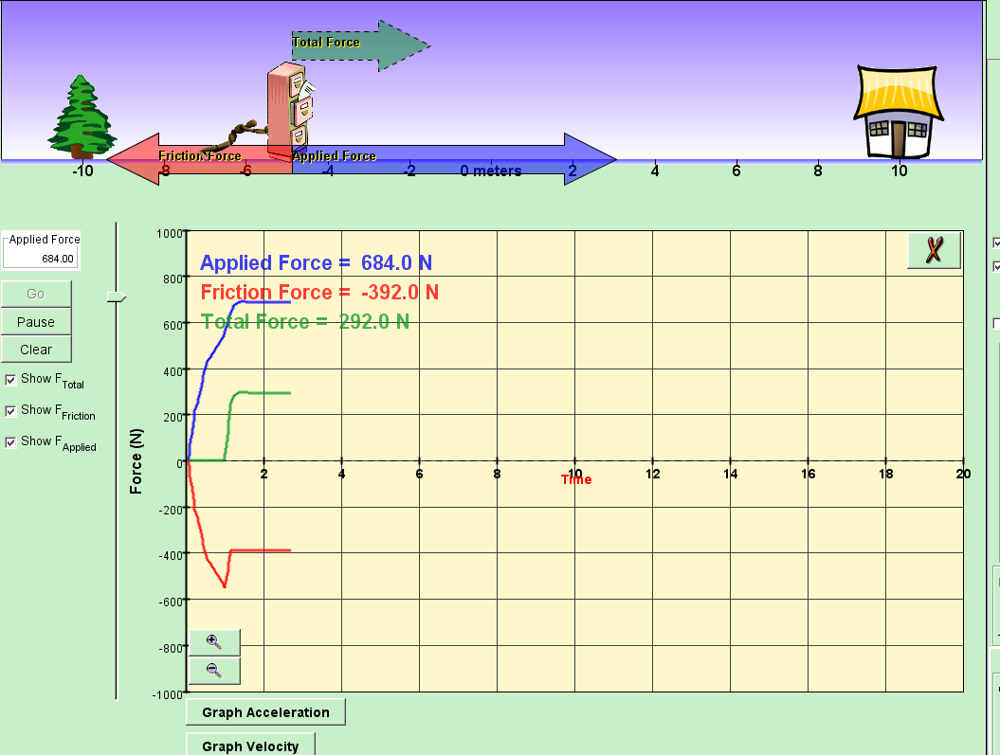 Total Force
Friction Force
Applied Force
-10
-8
-6
-4
-2
0 meters
2
4
6
8
10
Applied Force
684.00
Go
Pause
Clear
Show F Total
Show F Friction
Show F Applied
Applied Force = 684.0 N
Friction Force = -392.0 N
Total Force = 292.0 N
X
Force (N)
1000
800
600
400
200
0
-200
-400
-600
-800
-1000
2
4
6
8
10
12
14
16
18
20
Time
Graph Acceleration
Graph Velocity